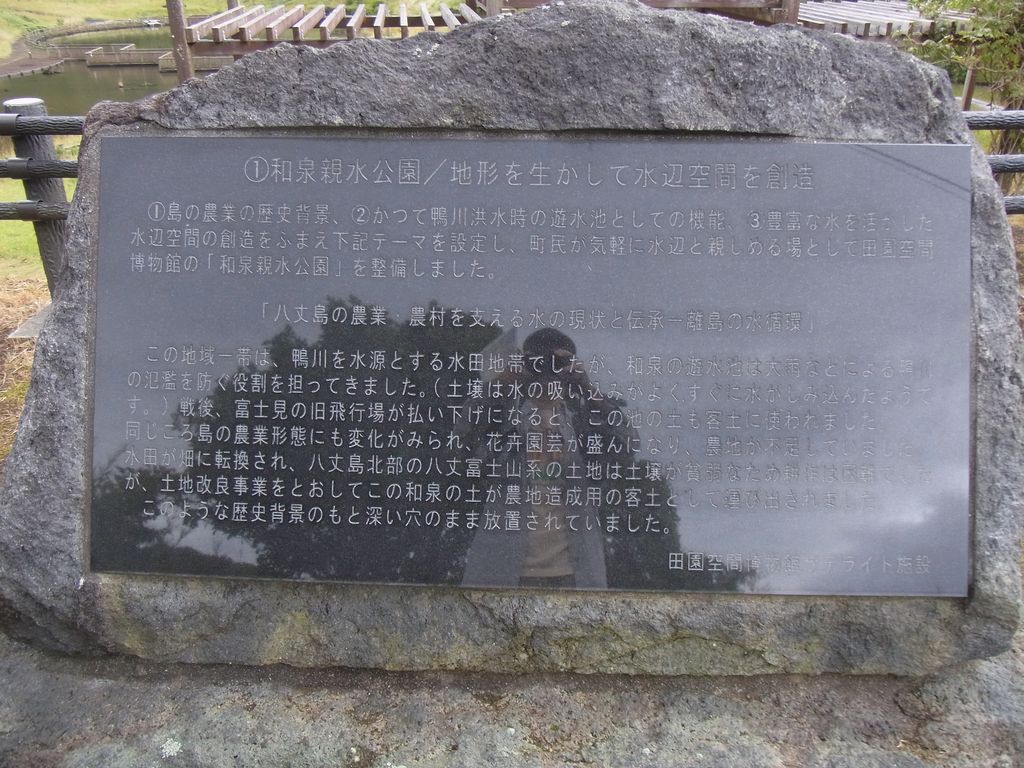 ①和泉親水公園／地形を生かして水辺空間を創造
①島の農業の歴史背景、②かつて鴨川洪水時の遊水池としての機能、③豊富な水を活かした
水辺空間の創造をふまえ下記テーマを設定し、町民が気軽に水辺と親しめる場として田園空間
博物館の「和泉親水公園」を整備しました。
「八丈島の農業・農村を支える水の現状と伝承ー離島の水循環」
この地域一帯は、鴨川を水源とする水田地帯でしたが、和泉の遊水池は大雨などによる鴨川
の氾濫を防ぐ役割を担ってきました。（土壌は水の吸い込みがよくすぐに水がしみ込んだようで
す。）戦後、富士見の旧飛行場が払い下げになると、この池の土も客土に使われました。
同じころ島の農業形態にも変化がみられ、花卉園芸が盛んになり、農地が不足していました。
水田が畑に転換され、八丈島北部の八丈富士山系の土地は土壌が貧弱なため耕作は困難
が、土地改良事業をとおしてこの和泉の土が農地造成用の客土として運び出されました
このような歴史背景のもと深い穴のまま放置されていました。
田園空間博物館サテライト施設